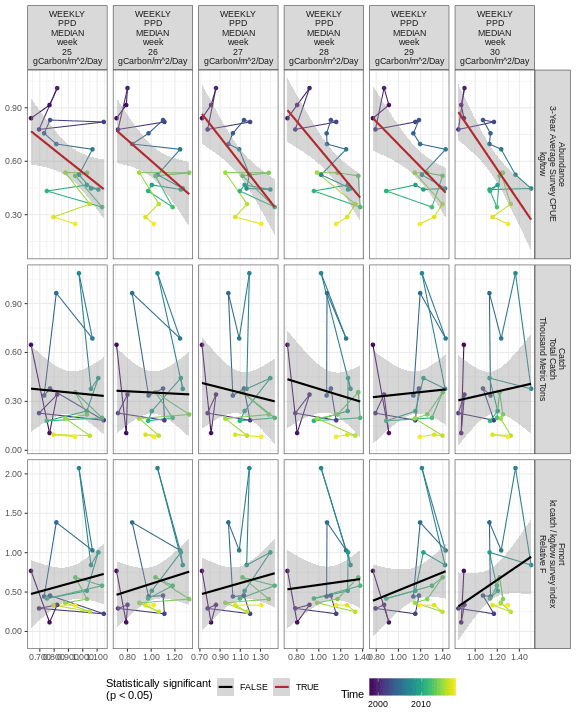 WEEKLY
PPD
MEDIAN
week
25
gCarbon/m^2/Day
WEEKLY
PPD
MEDIAN
week
26
gCarbon/m^2/Day
WEEKLY
PPD
MEDIAN
week
27
gCarbon/m^2/Day
WEEKLY
PPD
MEDIAN
week
28
gCarbon/m^2/Day
WEEKLY
PPD
MEDIAN
week
29
gCarbon/m^2/Day
WEEKLY
PPD
MEDIAN
week
30
gCarbon/m^2/Day
0.90
0.60
0.30
Abundance
3-Year Average Survey CPUE
kg/tow
0.90
0.60
0.30
0.00
Catch
Total Catch
Thousand Metric Tons
2.00
1.50
1.00
0.50
0.00
Fmort
kt catch / kg/tow survey index
Relative F
0.80 1.00 1.20
0.70 0.90 1.10 1.30
0.80 1.00 1.20 1.40
0.80 1.00 1.20 1.40
1.00 1.20 1.40
Statistically significant
(p < 0.05)
FALSE
TRUE
Time
2000 2010